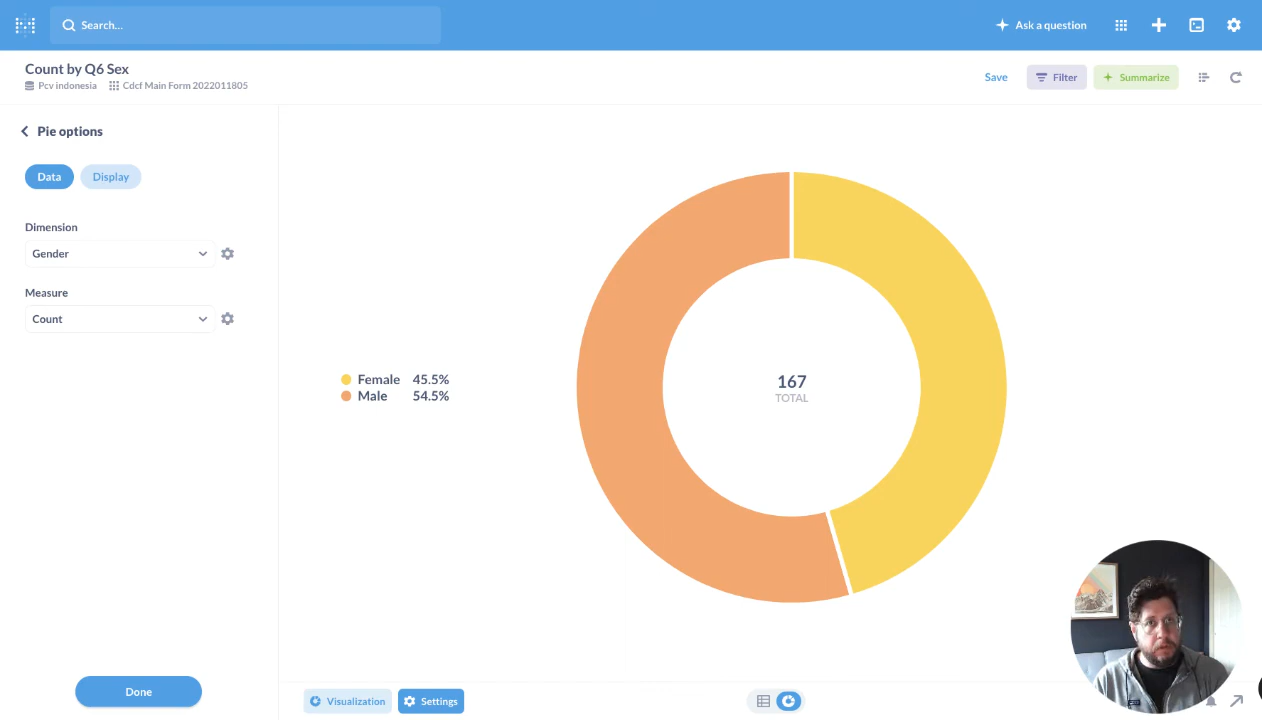 Search...
Ask a question
Count by Q6 Sex
Pcv indonesia Cdcf Main Form 2022011805
Save
Filter
Summarize
Pie options
Data
Display
Dimension
Gender
Measure
Count
Female 45.5%
Male 54.5%
167
TOTAL
Done
Visualization
Settings